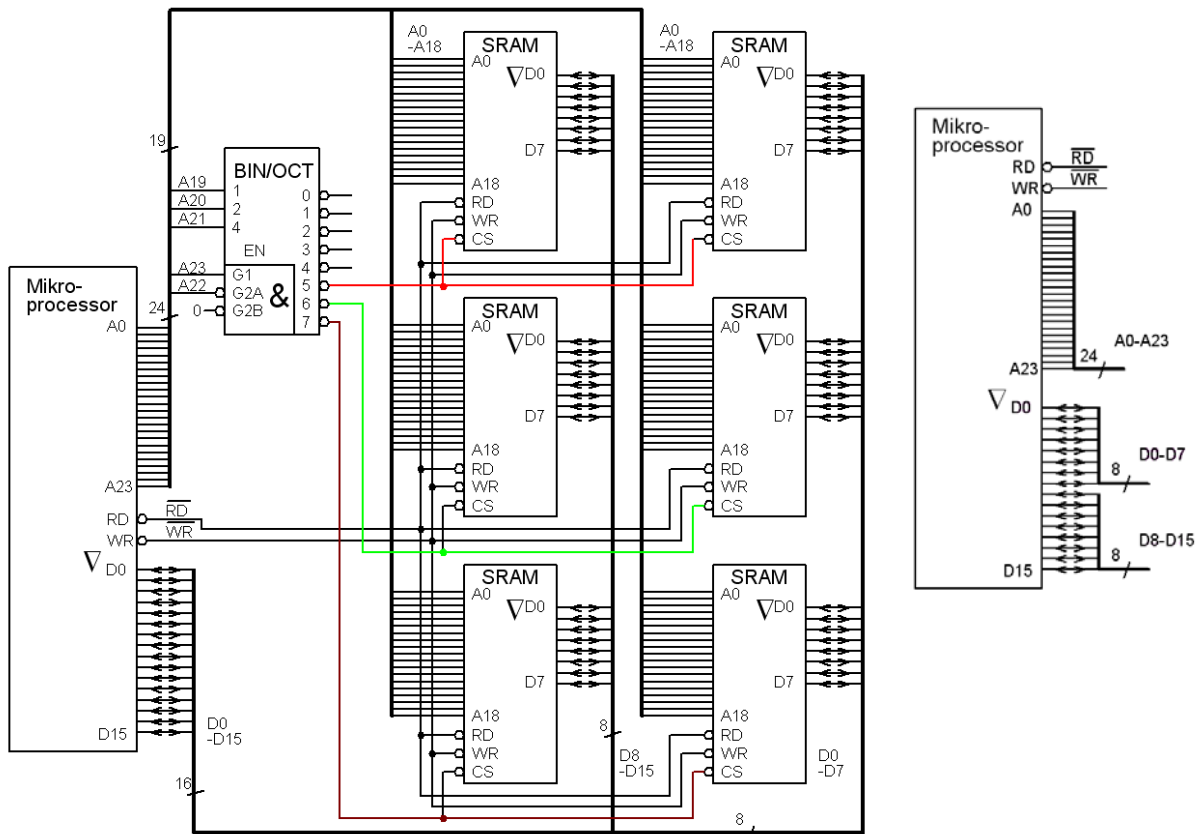 A0
-A18
SRAM
A0
D0
D7
A18
RD
WR
CS
A0
-A18
SRAM
A0
D0
D7
A18
RD
WR
CS
19
A19
A20
A21
A23
A22
0
BIN/OCT
1
2
4
EN
G1
G2A
G2B
&
0
1
2
3
4
5
6
7
24
Mikro-
processor
A0
A23
RD
WR
RD
WR
D0
D15
D0
-D15
16
SRAM
A0
D0
D7
A18
RD
WR
CS
SRAM
A0
D0
D7
A18
RD
WR
CS
SRAM
A0
D0
D7
A18
RD
WR
CS
8
D8
-D15
SRAM
A0
D0
D7
A18
RD
WR
CS
D0
-D7
8
Mikro-
processor
RD
WR
RD
WR
A0
A23
24
A0-A23
D0
D15
8
D0-D7
8
D8-D15